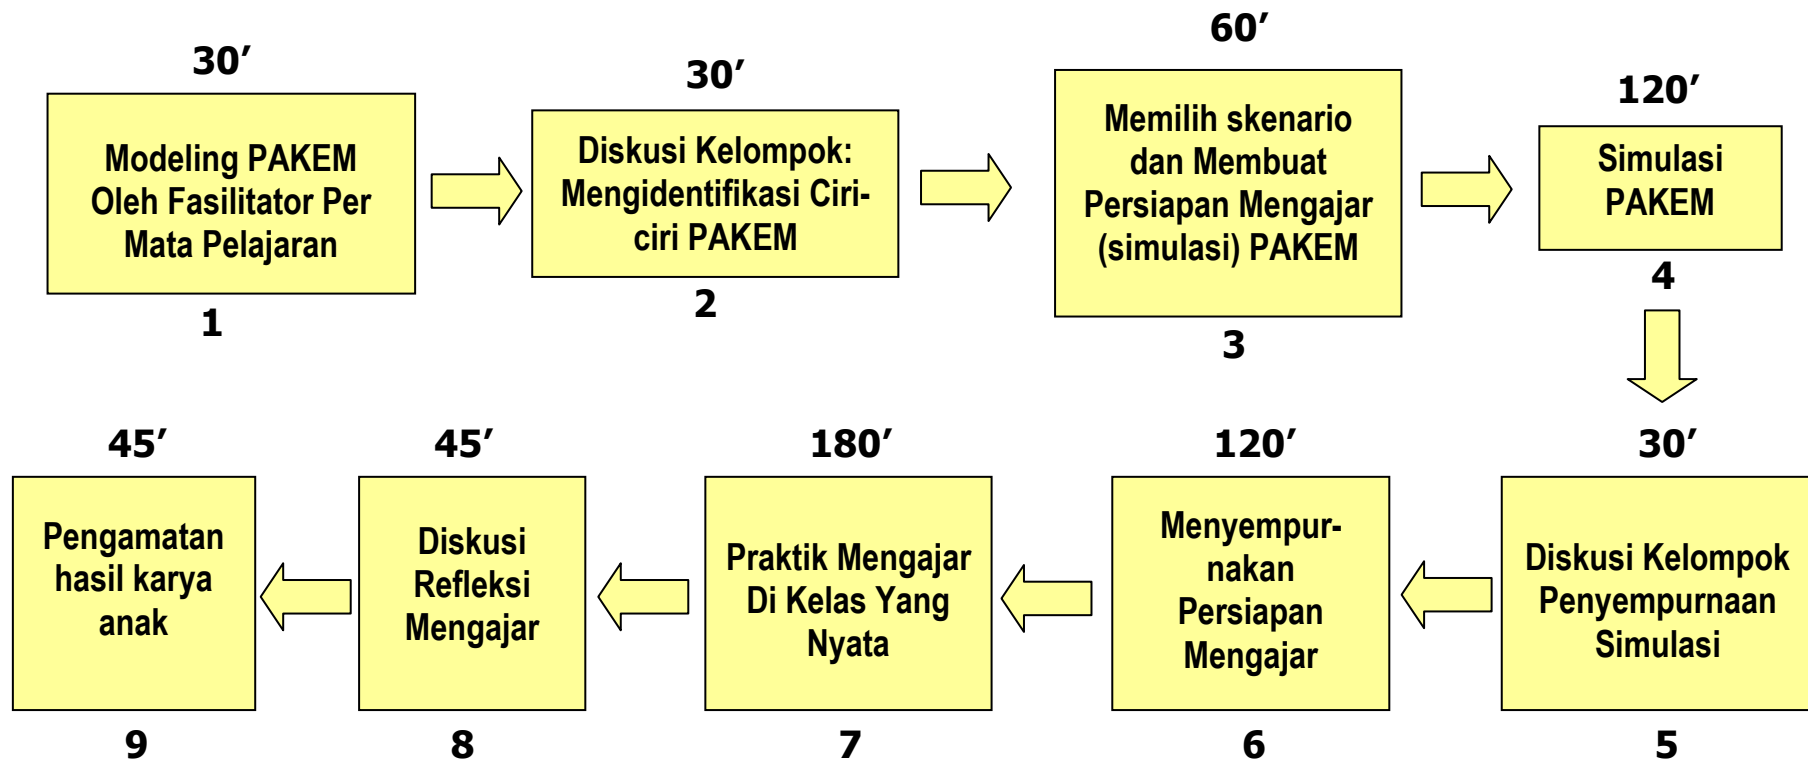 30′
Modeling PAKEM
Oleh Fasilitator Per
Mata Pelajaran
1
30′
Diskusi Kelompok:
Mengidentifikasi Ciri-
ciri PAKEM
2
60′
Memilih skenario
dan Membuat
Persiapan Mengajar
(simulasi) PAKEM
3
120′
Simulasi
PAKEM
4
30′
Diskusi Kelompok
Penyempurnaan
Simulasi
5
120′
Menyempur-
nakan
Persiapan
Mengajar
6
180′
Praktik Mengajar
Di Kelas Yang
Nyata
7
45′
Diskusi
Refleksi
Mengajar
8
45′
Pengamatan
hasil karya
anak
9